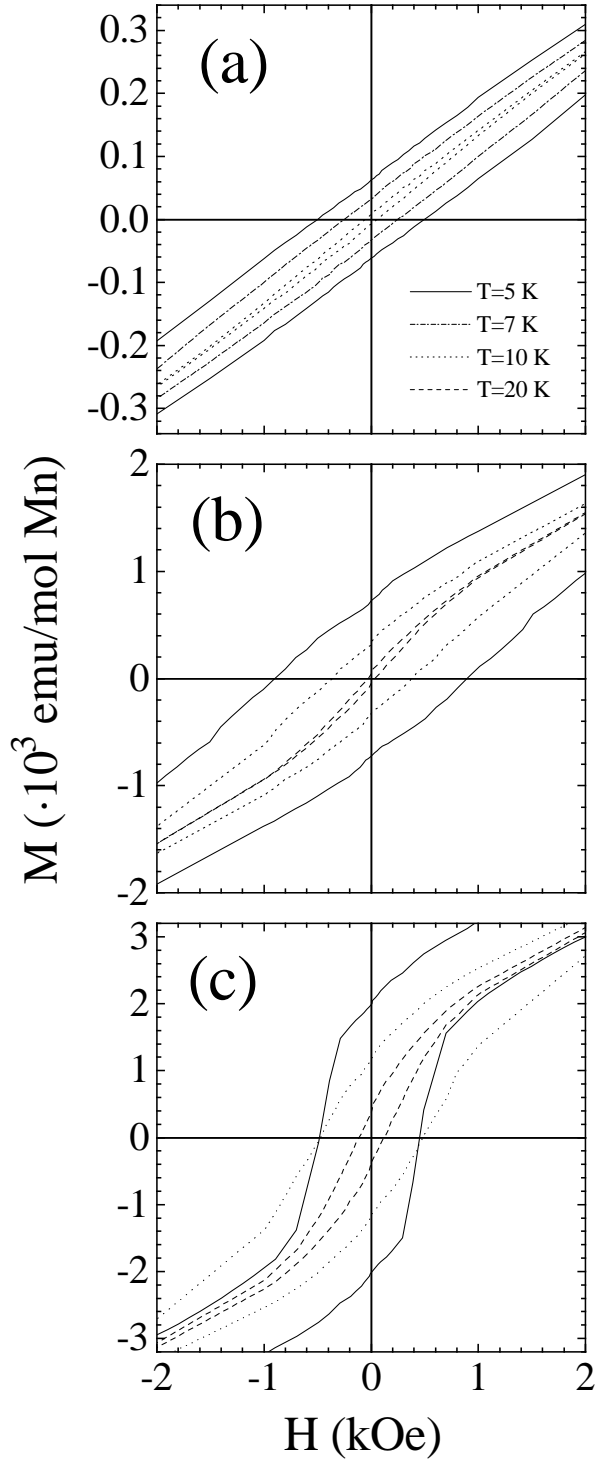 0.3
(a)
0.2
0.1
0.0
-0.1
T=5 K
T=7 K
-0.2
T=10 K
T=20 K
-0.3
M (·10³ emu/mol Mn)
2
(b)
1
0
-1
-2
3
(c)
2
1
0
-1
-2
-3
-2 -1 0 1 2
H (kOe)